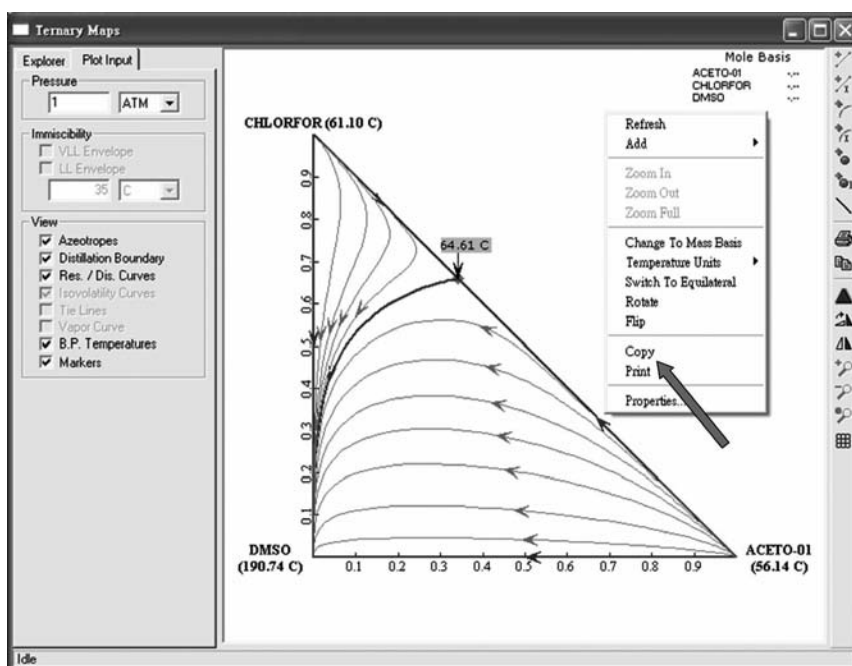 Ternary Maps
Explorer Plot Input
Pressure
1 ATM
Immiscibility
VLL Envelope
LL Envelope
35 C
View
Azeotropes
Distillation Boundary
Res. / Dis. Curves
Isovolatility Curves
Tie Lines
Vapor Curve
B.P. Temperatures
Markers
Mole Basis
ACETO-01 -.--
CHLORFOR -.--
DMSO -.--
CHLORFOR (61.10 C)
64.61 C
0.9
0.8
0.7
0.6
0.5
0.4
0.3
0.2
0.1
DMSO
(190.74 C)
0.1 0.2 0.3 0.4 0.5 0.6 0.7 0.8 0.9
ACETO-01
(56.14 C)
Refresh
Add
Zoom In
Zoom Out
Zoom Full
Change To Mass Basis
Temperature Units
Switch To Equilateral
Rotate
Flip
Copy
Print
Properties...
Idle